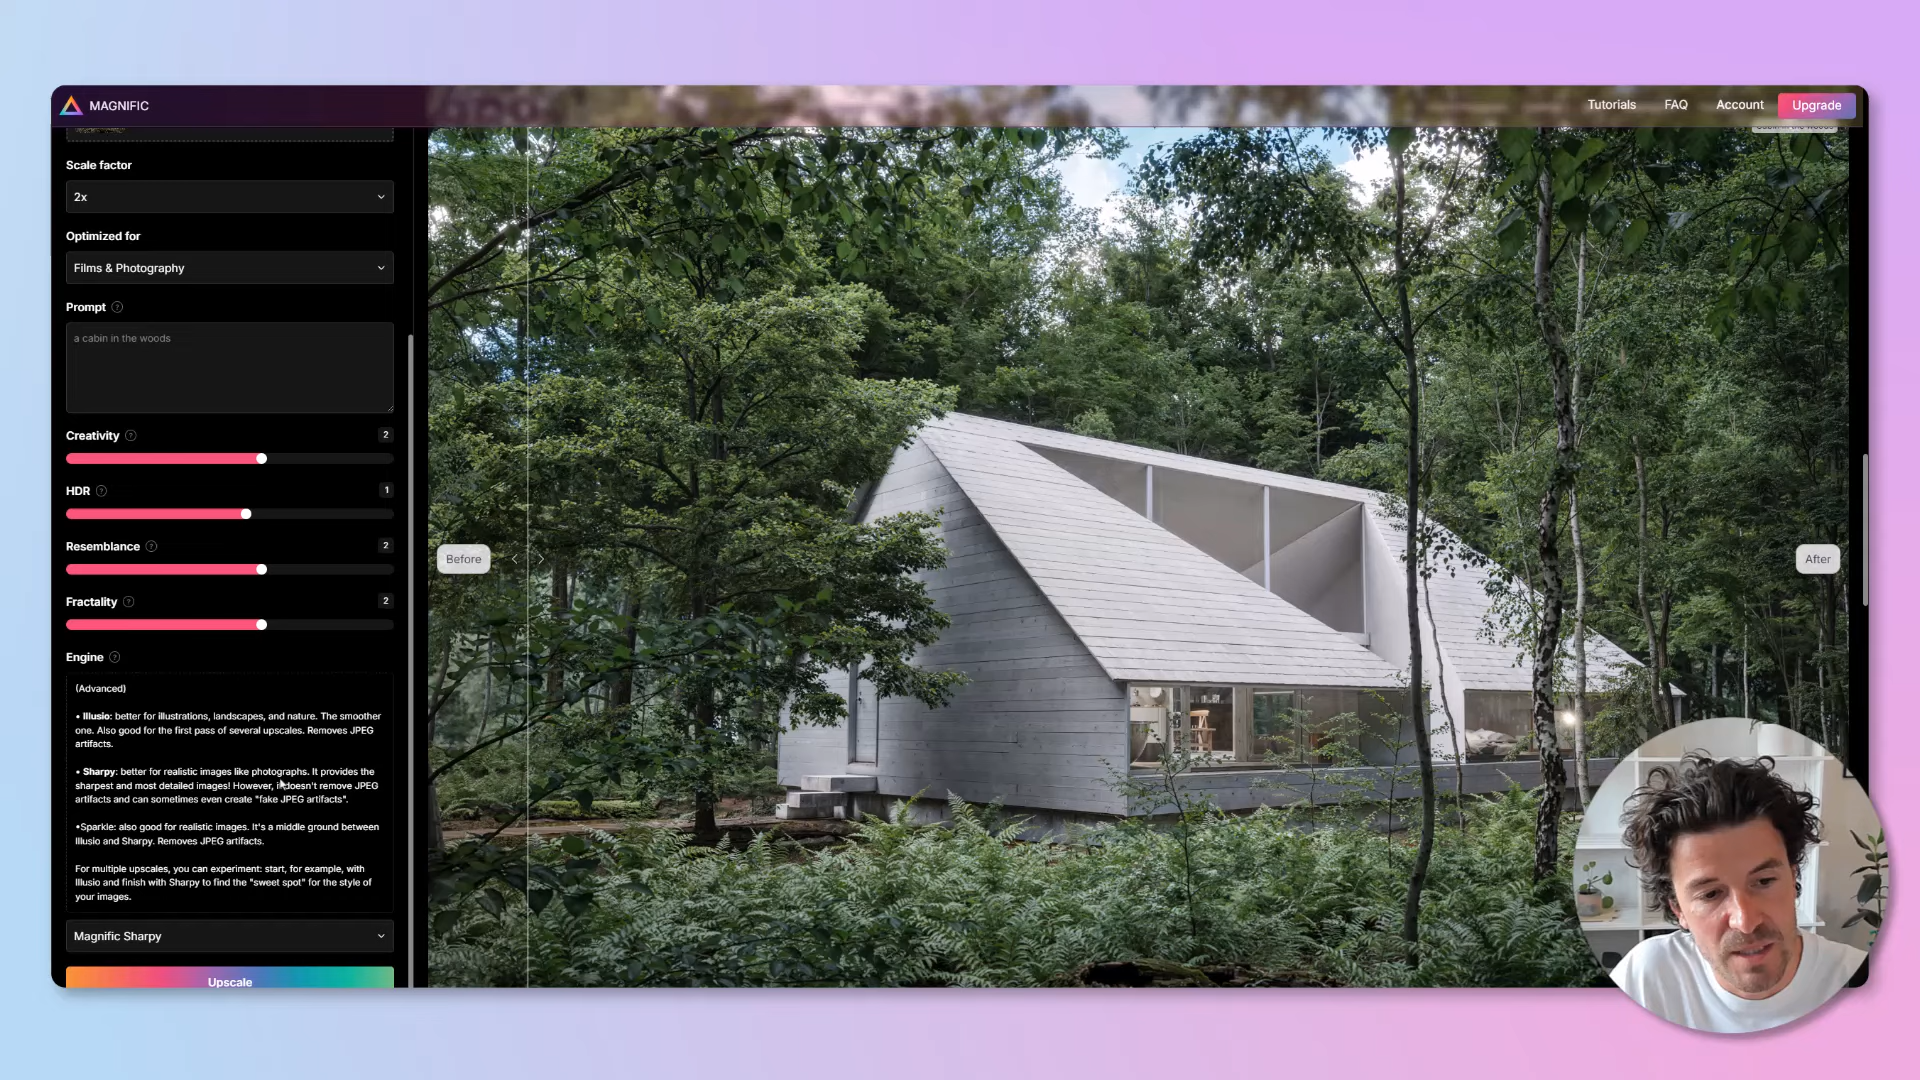 MAGNIFIC
Tutorials
FAQ
Account
Upgrade
Cabin in the woods
Scale factor
2x
Optimized for
Films & Photography
Prompt ?
a cabin in the woods
Creativity ? 2
HDR ? 1
Resemblance ? 2
Fractality ? 2
Engine ?
(Advanced)
• Illusio: better for illustrations, landscapes, and nature. The smoother
one. Also good for the first pass of several upscales. Removes JPEG
artifacts.
• Sharpy: better for realistic images like photographs. It provides the
sharpest and most detailed images! However, it doesn't remove JPEG
artifacts and can sometimes even create "fake JPEG artifacts".
•Sparkle: also good for realistic images. It's a middle ground between
Illusio and Sharpy. Removes JPEG artifacts.
For multiple upscales, you can experiment: start, for example, with
Illusio and finish with Sharpy to find the "sweet spot" for the style of
your images.
Magnific Sharpy
Upscale
Before
After